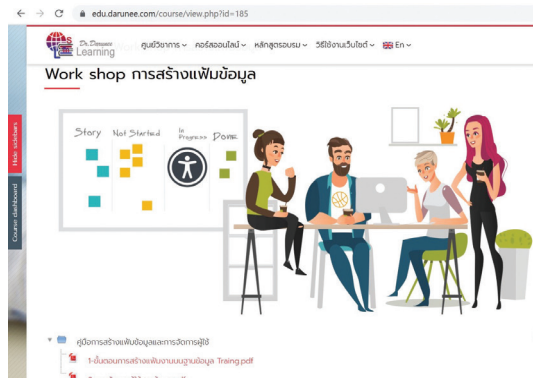 edu.darunee.com/course/view.php?id=185
Dr.Darunee
Learning
ศูนย์วิชาการ คอร์สออนไลน์ หลักสูตรอบรม วิธีใช้งานเว็บไซต์ En
Work shop การสร้างแฟ้มข้อมูล
Hide sidebars
Course dashboard
Story Not Started In Progress Done
คู่มือการสร้างแฟ้มข้อมูลและการจัดการผู้ใช้
1-ขั้นตอนการสร้างแฟ้มงานบนฐานข้อมูล Traing.pdf